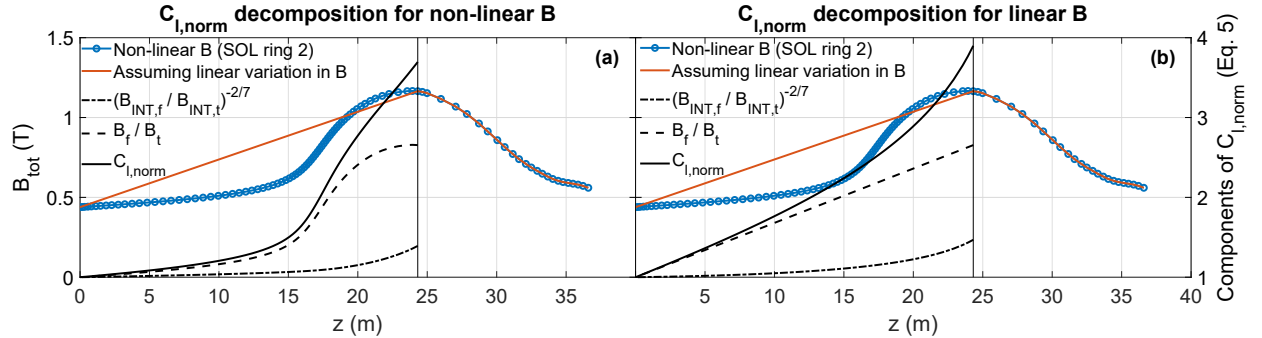 C_l,norm decomposition for non-linear B
C_l,norm decomposition for linear B
B_tot (T)
1.5
1
0.5
0
Non-linear B (SOL ring 2)
Assuming linear variation in B
(B_INT,f / B_INT,t)^-2/7
B_f / B_t
C_l,norm
(a)
0 5 10 15 20 25 30 35
z (m)
Non-linear B (SOL ring 2)
Assuming linear variation in B
(B_INT,f / B_INT,t)^-2/7
B_f / B_t
C_l,norm
(b)
5 10 15 20 25 30 35 40
z (m)
4
3
2
1
Components of C_l,norm (Eq. 5)